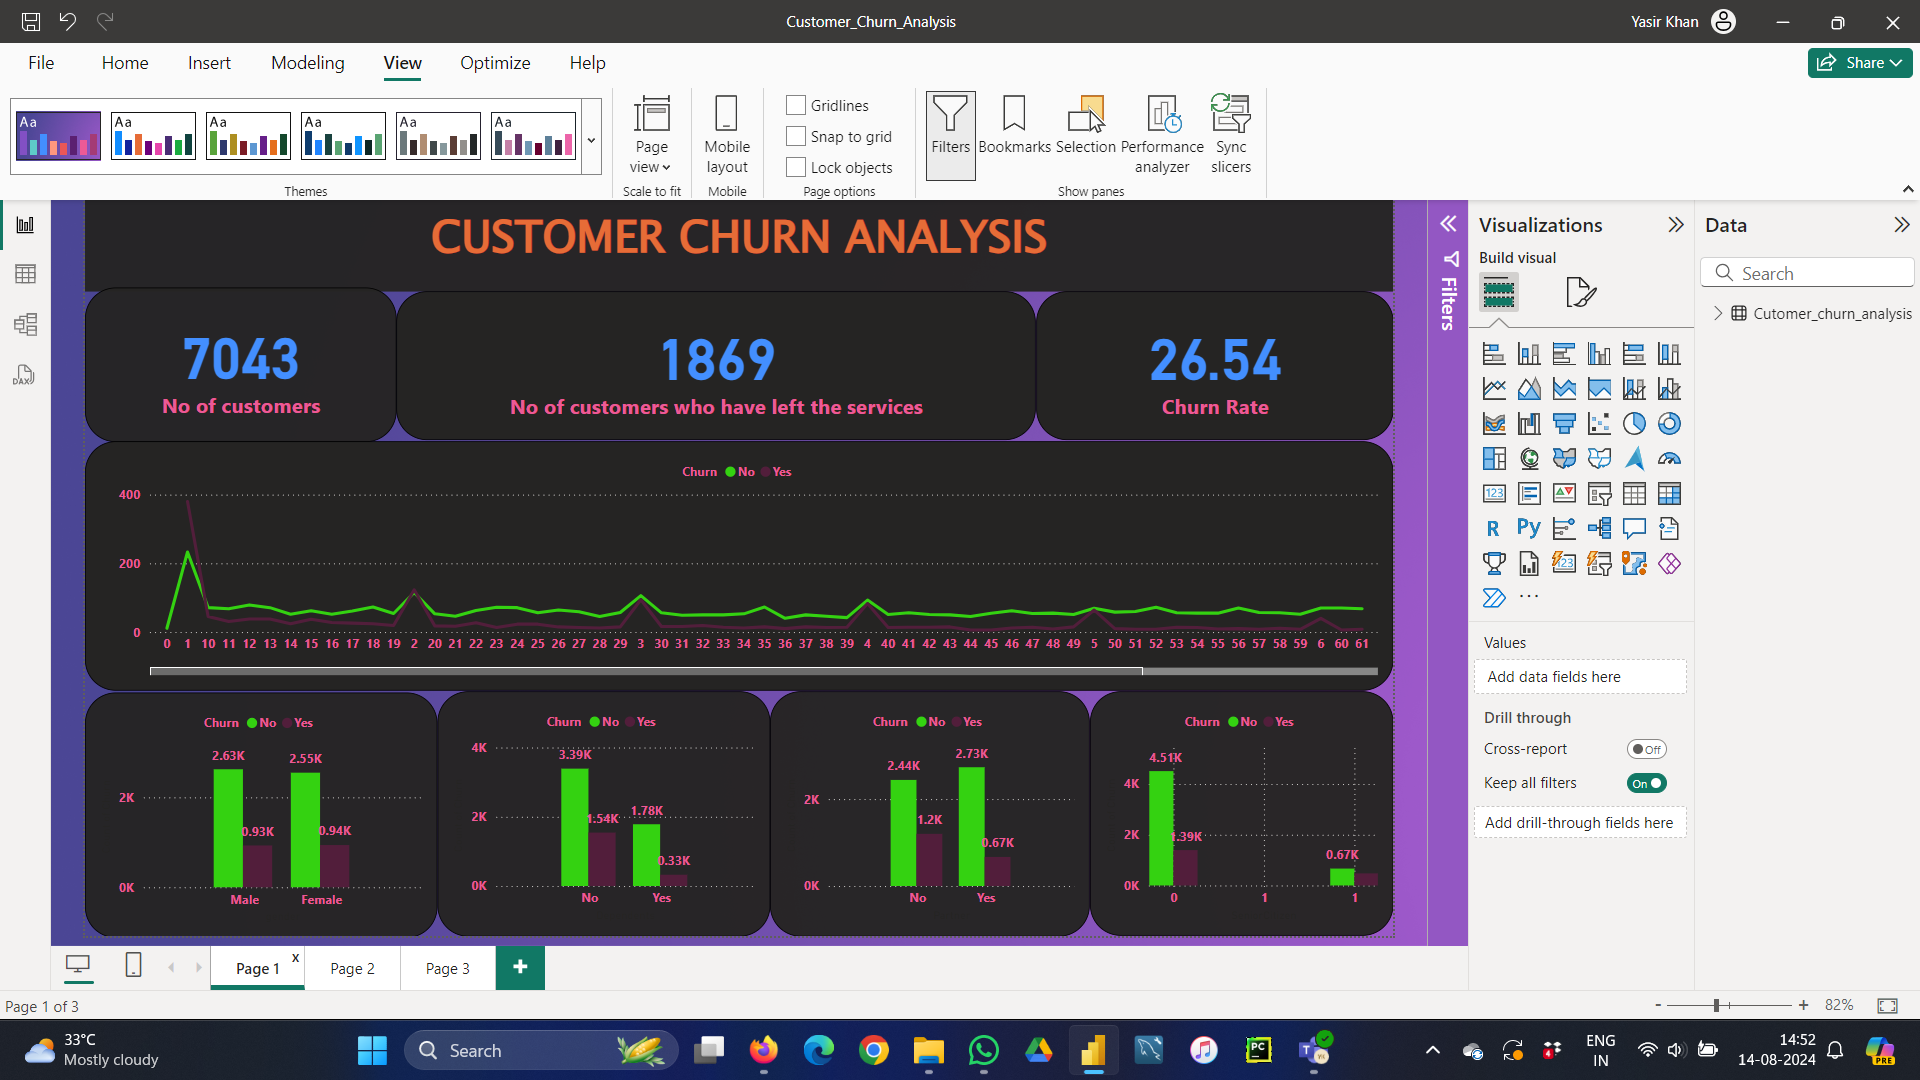 Customer_Churn_Analysis
Yasir Khan
File Home Insert Modeling View Optimize Help
Share
Aa Aa Aa Aa Aa Aa
Page view
Mobile layout
Gridlines
Snap to grid
Lock objects
Filters
Bookmarks
Selection
Performance analyzer
Sync slicers
Themes
Scale to fit
Mobile
Page options
Show panes
CUSTOMER CHURN ANALYSIS
7043
No of customers
1869
No of customers who have left the services
26.54
Churn Rate
Churn No Yes
400
200
0
0 1 10 11 12 13 14 15 16 17 18 19 2 20 21 22 23 24 25 26 27 28 29 3 30 31 32 33 34 35 36 37 38 39 4 40 41 42 43 44 45 46 47 48 49 5 50 51 52 53 54 55 56 57 58 59 6 60 61
Churn No Yes
2.63K 2.55K
2K
0.93K 0.94K
0K
Male Female
Churn No Yes
4K
3.39K
2K
1.54K 1.78K
0.33K
0K
No Yes
Churn No Yes
2.44K 2.73K
2K
1.2K 0.67K
0K
No Yes
Churn No Yes
4.51K
4K
2K
.39K
0.67K
0K
0 1 1
Filters
Visualizations
Build visual
123
R Py
123
...
Values
Add data fields here
Drill through
Cross-report Off
Keep all filters On
Add drill-through fields here
Data
Search
Cutomer_churn_analysis
DAX
Page 1 x
Page 2
Page 3
+
Page 1 of 3
- + 82%
33°C
Mostly cloudy
Search
PC
T
4
ENG
IN
14:52
14-08-2024
PRE